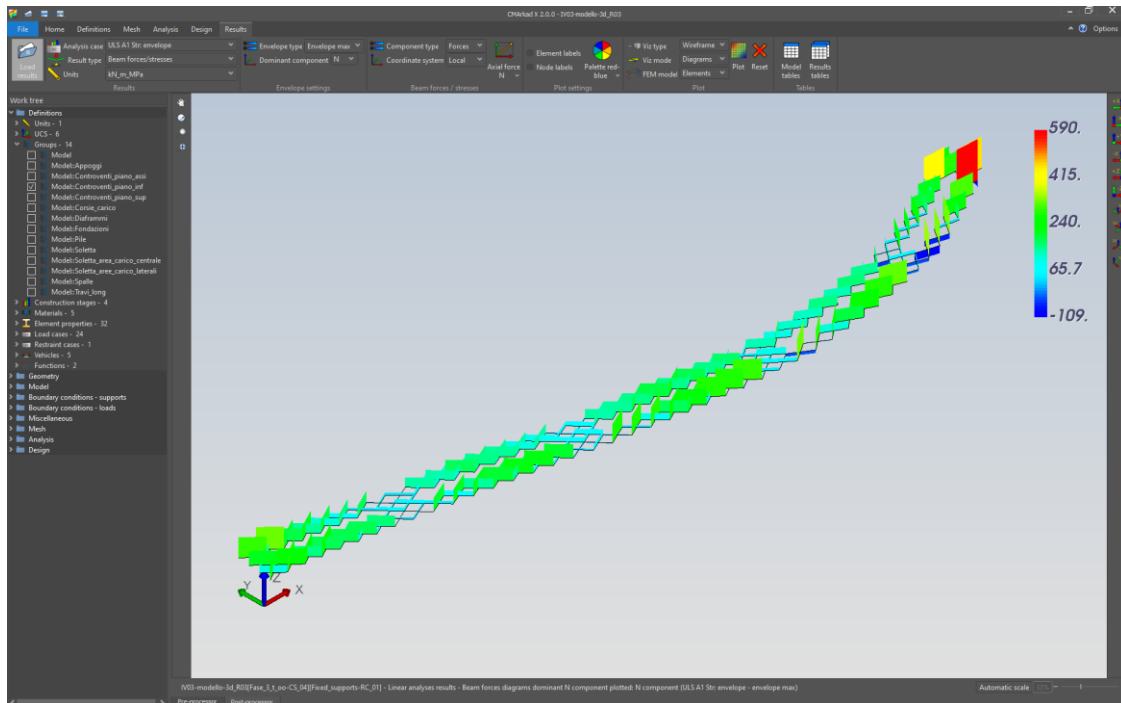 CMArkad X 2.0.0 - IV03-modello-3d_R03
File Home Definitions Mesh Analysis Design Results
Options
Load results
Analysis case ULS A1 Str: envelope
Result type Beam forces/stresses
Units kN_m_MPa
Results
Envelope type Envelope max
Dominant component N
Envelope settings
Component type Forces
Coordinate system Local
Axial force N
Beam forces / stresses
Element labels
Node labels
Palette red-blue
Plot settings
Viz type Wireframe
Viz mode Diagrams
FEM model Elements
Plot Reset
Plot
Model tables
Results tables
Tables
Work tree
Definitions
Units - 1
UCS - 6
Groups - 14
Model
Model::Appoggi
Model::Controventi_piano_assi
Model::Controventi_piano_inf
Model::Controventi_piano_sup
Model::Corsie_carico
Model::Diaframmi
Model::Fondazioni
Model::Pile
Model::Soletta
Model::Soletta_area_carico_centrale
Model::Soletta_aree_carico_laterali
Model::Spalle
Model::Travi_long
Construction stages - 4
Materials - 5
Element properties - 32
Load cases - 24
Restraint cases - 1
Vehicles - 5
Functions - 2
Geometry
Model
Boundary conditions - supports
Boundary conditions - loads
Miscellaneous
Mesh
Analysis
Design
590.
415.
240.
65.7
-109.
Z
Y
X
IV03-modello-3d_R03[Fase_3_t_oo-CS_04][Fixed_supports-RC_01] - Linear analyses results - Beam forces diagrams dominant N component plotted: N component (ULS A1 Str: envelope - envelope max)
Automatic scale
Pre-processor Post-processor